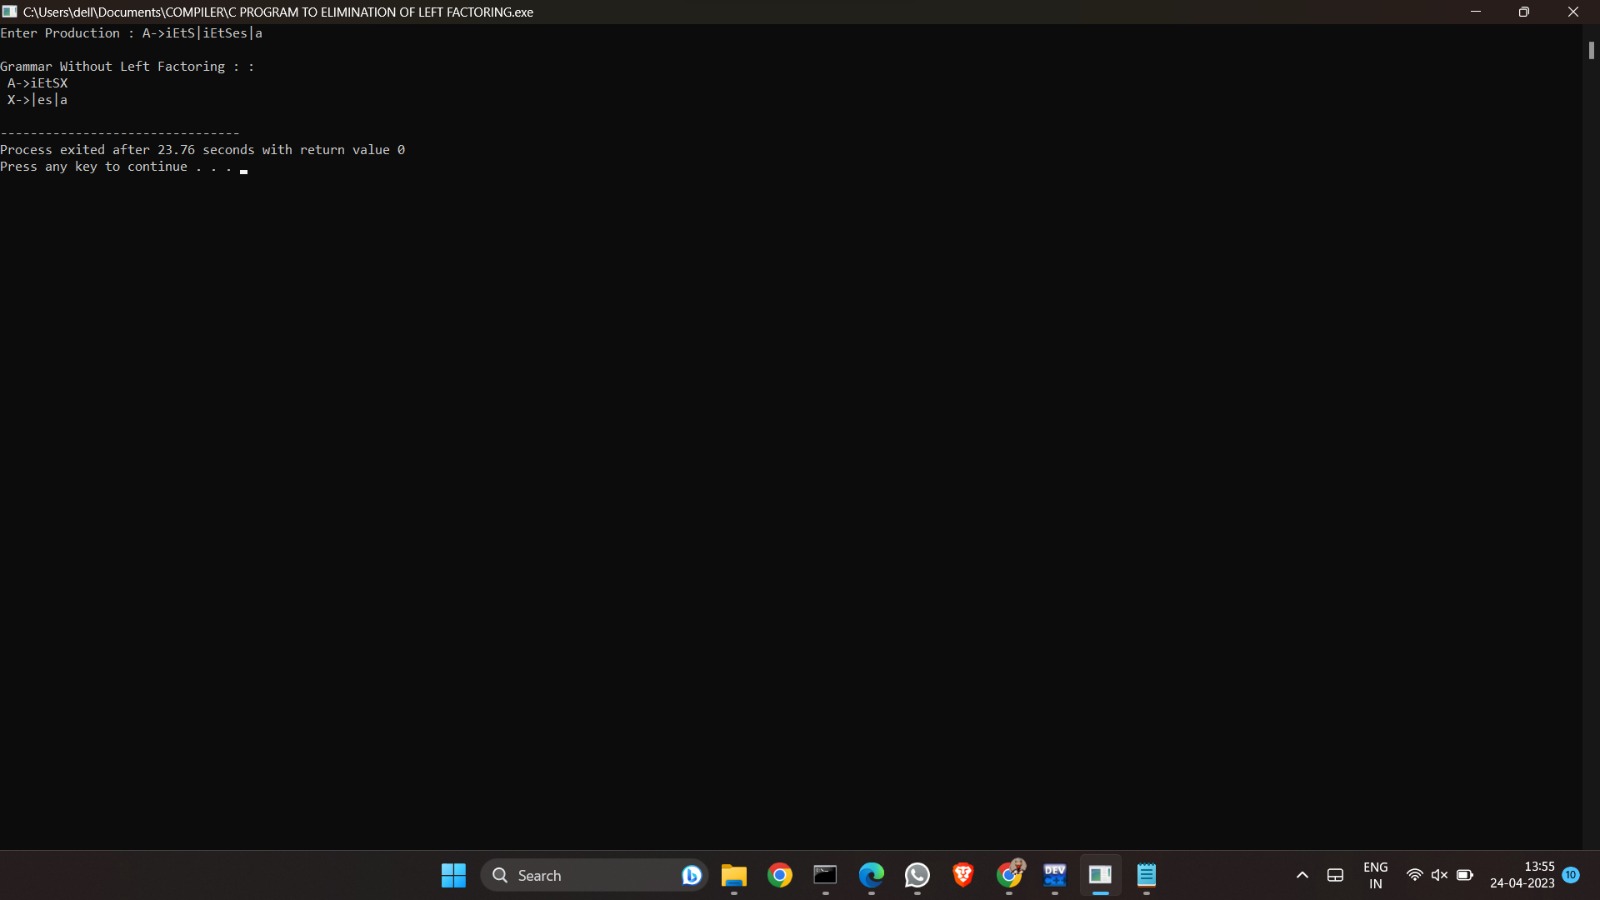 C:\Users\dell\Documents\COMPILER\C PROGRAM TO ELIMINATION OF LEFT FACTORING.exe
Enter Production : A->iEtS|iEtSes|a
Grammar Without Left Factoring : :
A->iEtSX
X->|es|a
--------------------------------
Process exited after 23.76 seconds with return value 0
Press any key to continue . . .
Search
DEV
ENG
IN
13:55
24-04-2023
10